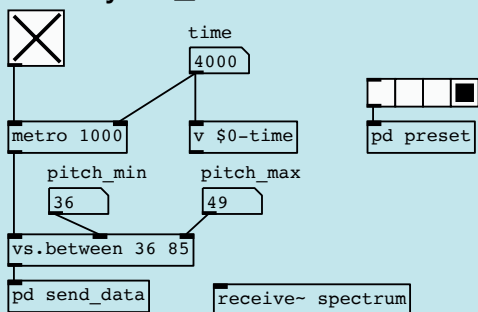 time
4000
metro 1000
v $0-time
pd preset
pitch_min
pitch_max
36
49
vs.between 36 85
pd send_data
receive~ spectrum